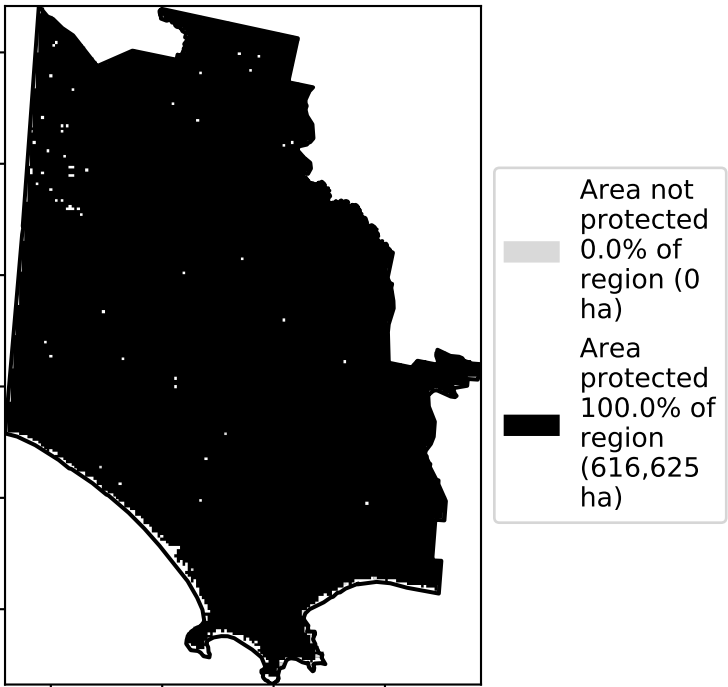 Area not
protected
0.0% of
region (0
ha)
Area
protected
100.0% of
region
(616,625
ha)